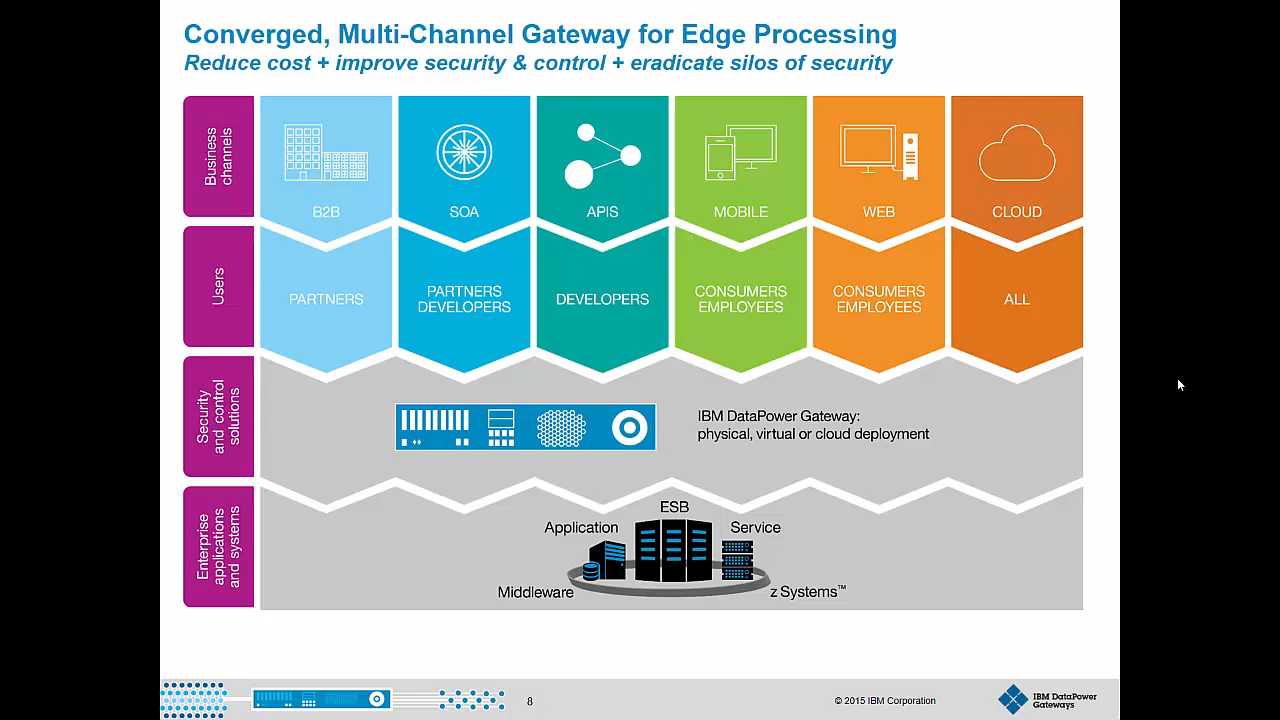 Converged, Multi-Channel Gateway for Edge Processing
Reduce cost + improve security & control + eradicate silos of security
Business
channels
B2B
SOA
APIS
MOBILE
WEB
CLOUD
Users
PARTNERS
PARTNERS
DEVELOPERS
DEVELOPERS
CONSUMERS
EMPLOYEES
CONSUMERS
EMPLOYEES
ALL
Security
and control
solutions
IBM DataPower Gateway:
physical, virtual or cloud deployment
Enterprise
applications
and systems
ESB
Application
Service
Middleware
z Systems™
8
© 2015 IBM Corporation
IBM DataPower
Gateways